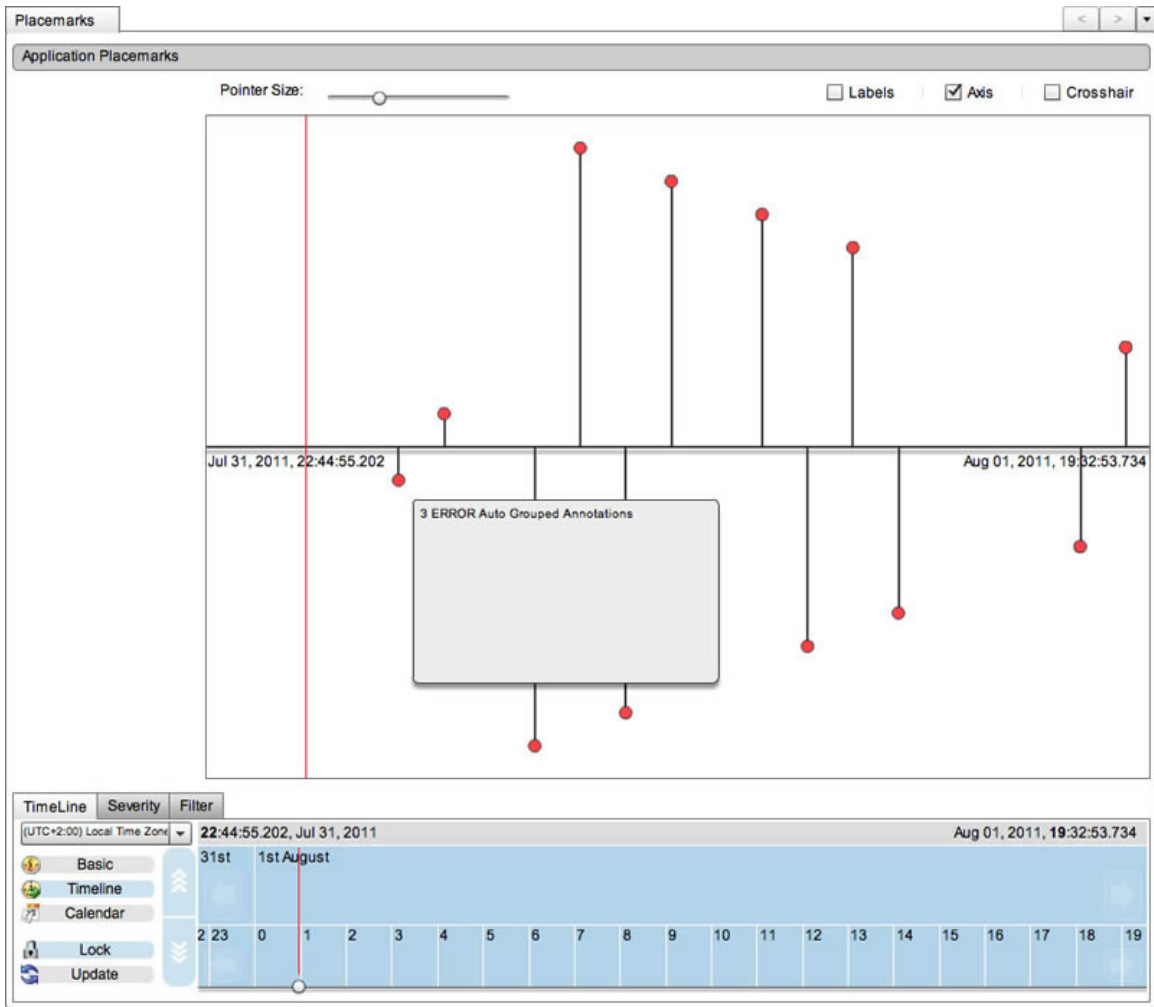 Placemarks
< >
Application Placemarks
Pointer Size: Labels Axis Crosshair
Jul 31, 2011, 22:44:55.202 Aug 01, 2011, 19:32:53.734
3 ERROR Auto Grouped Annotations
TimeLine Severity Filter
(UTC+2:00) Local Time Zone 22:44:55.202, Jul 31, 2011 Aug 01, 2011, 19:32:53.734
31st 1st August
Basic
Timeline
Calendar
2 23 0 1 2 3 4 5 6 7 8 9 10 11 12 13 14 15 16 17 18 19
Lock
Update